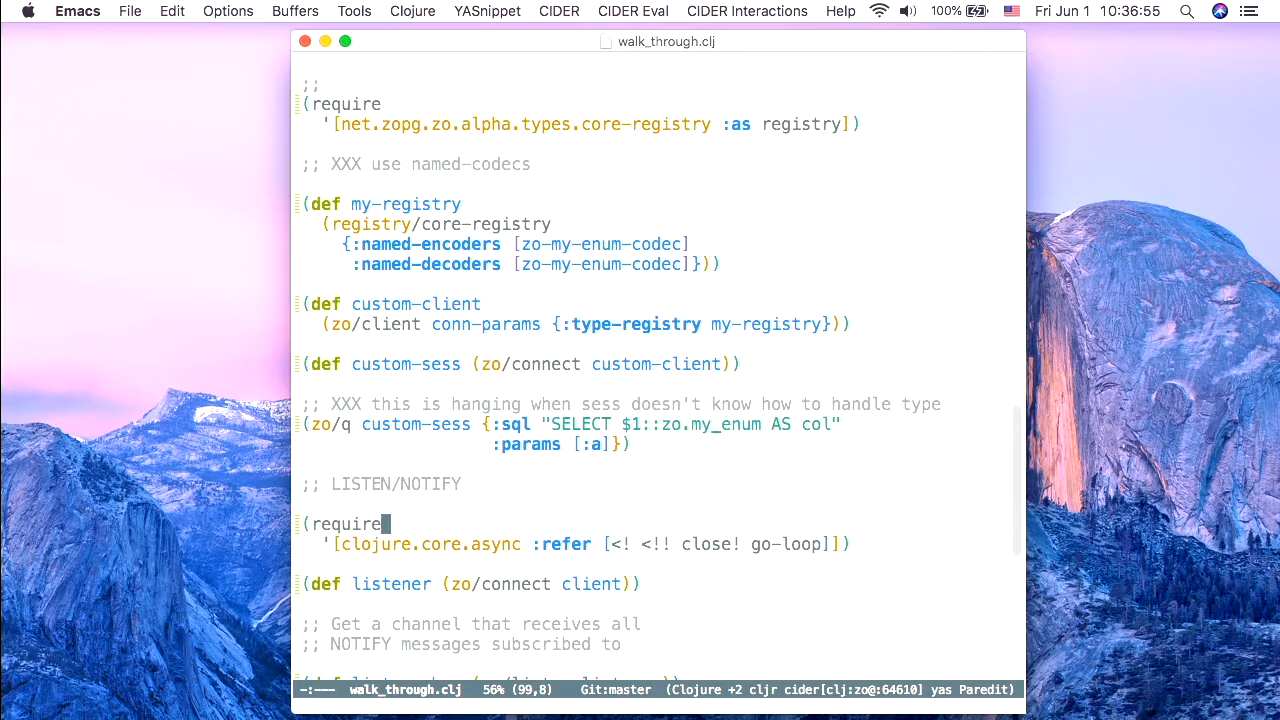 Emacs File Edit Options Buffers Tools Clojure YASnippet CIDER CIDER Eval CIDER Interactions Help 100% Fri Jun 1 10:36:55
walk_through.clj
;;
(require
'[net.zopg.zo.alpha.types.core-registry :as registry])
;; XXX use named-codecs
(def my-registry
(registry/core-registry
{:named-encoders [zo-my-enum-codec]
:named-decoders [zo-my-enum-codec]}))
(def custom-client
(zo/client conn-params {:type-registry my-registry}))
(def custom-sess (zo/connect custom-client))
;; XXX this is hanging when sess doesn't know how to handle type
(zo/q custom-sess {:sql "SELECT $1::zo.my_enum AS col"
:params [:a]})
;; LISTEN/NOTIFY
(require
'[clojure.core.async :refer [<! <!! close! go-loop]])
(def listener (zo/connect client))
;; Get a channel that receives all
;; NOTIFY messages subscribed to
-:--- walk_through.clj 56% (99,8) Git:master (Clojure +2 cljr cider[clj:zo@:64610] yas Paredit)